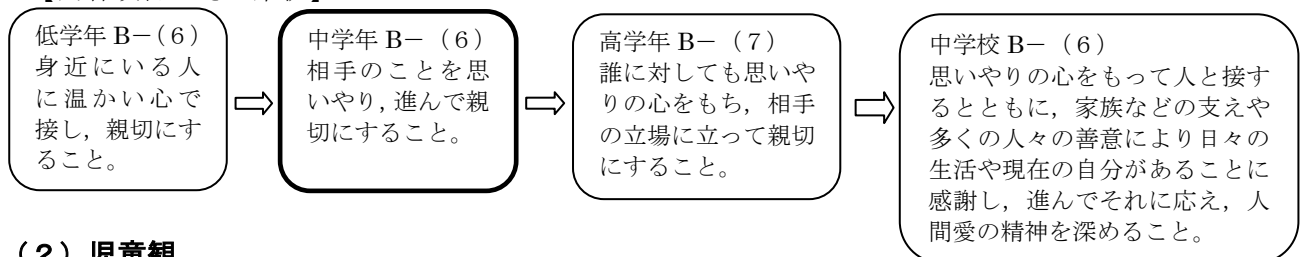 低学年 B－（６）
身近にいる人
に温かい心で
接し，親切にす
ること。
中学年 B－（６）
相手のことを思
いやり，進んで親
切にすること。
高学年 B－（７）
誰に対しても思いや
りの心をもち，相手
の立場に立って親切
にすること。
中学校 B－（６）
思いやりの心をもって人と接す
るとともに，家族などの支えや
多くの人々の善意により日々の
生活や現在の自分があることに
感謝し，進んでそれに応え，人
間愛の精神を深めること。
（２）児童観